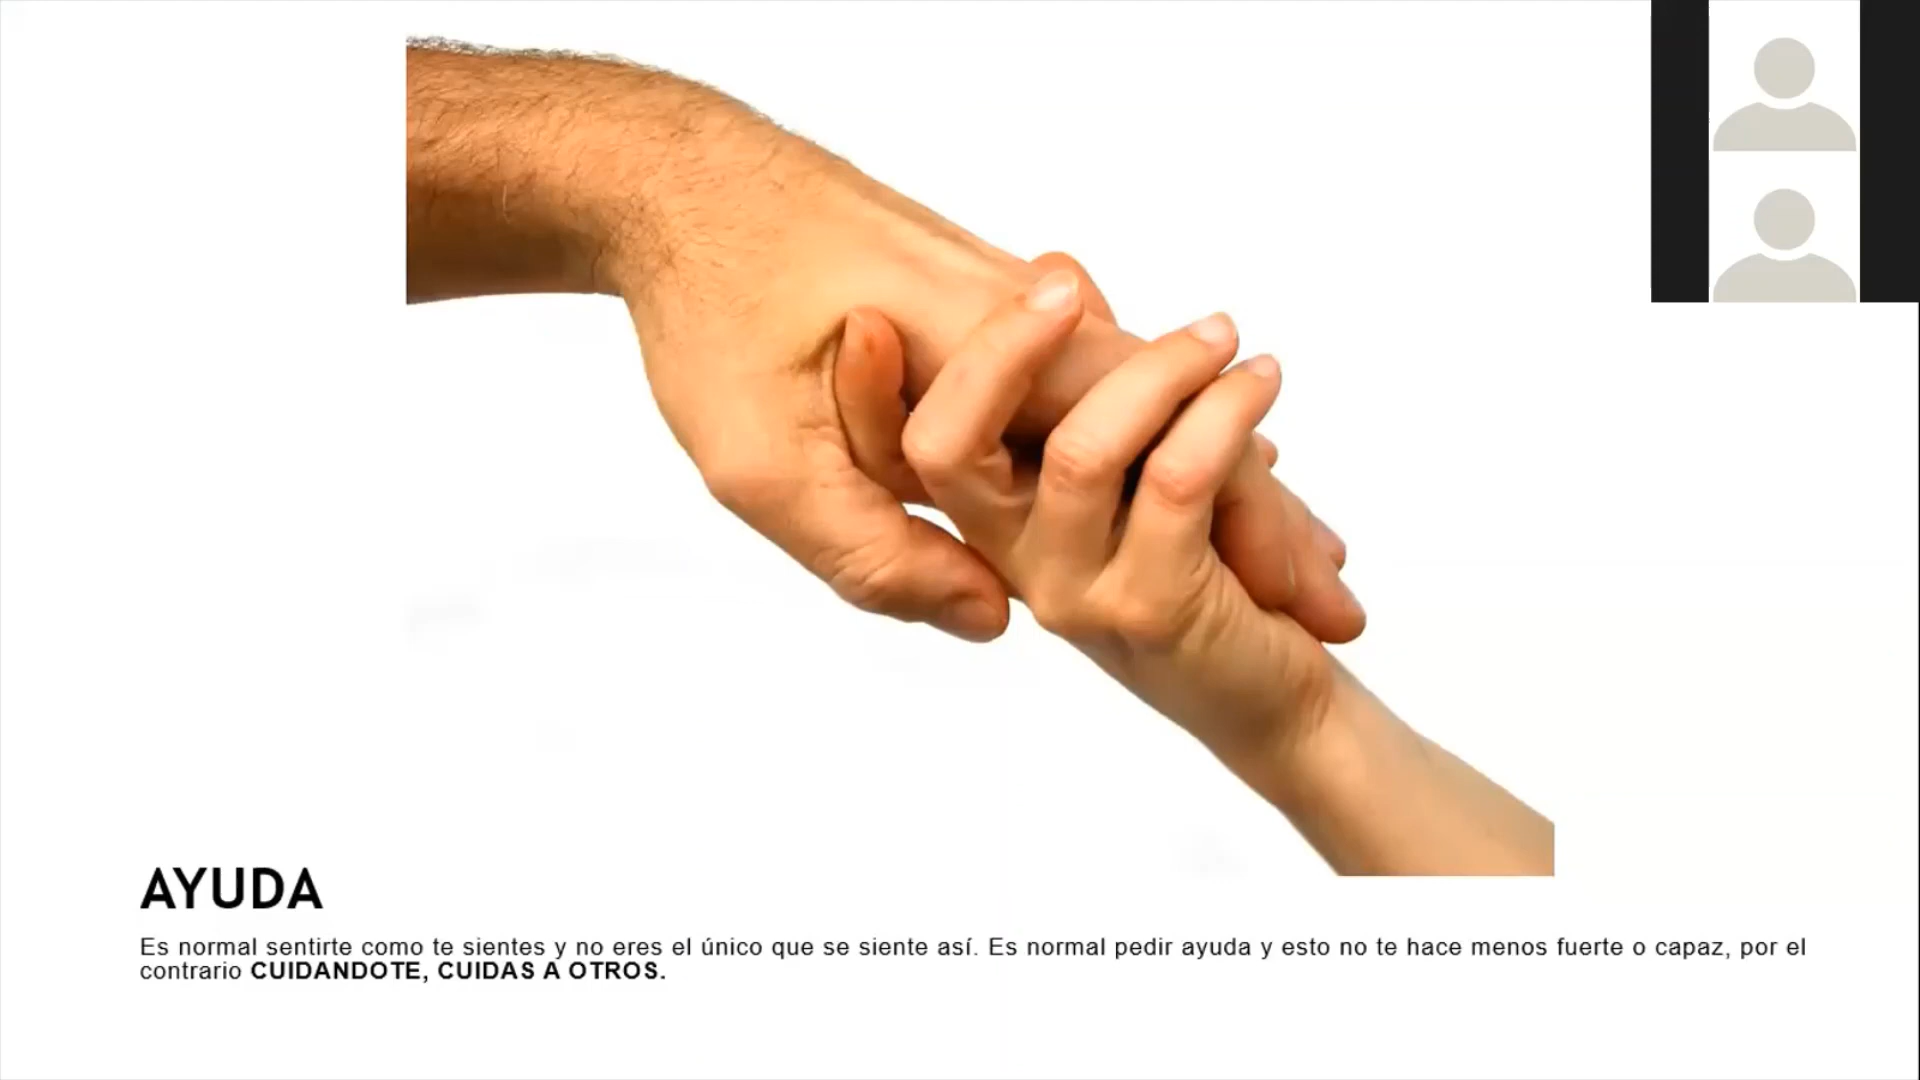 AYUDA
Es normal sentirte como te sientes y no eres el único que se siente así. Es normal pedir ayuda y esto no te hace menos fuerte o capaz, por el
contrario CUIDANDOTE, CUIDAS A OTROS.